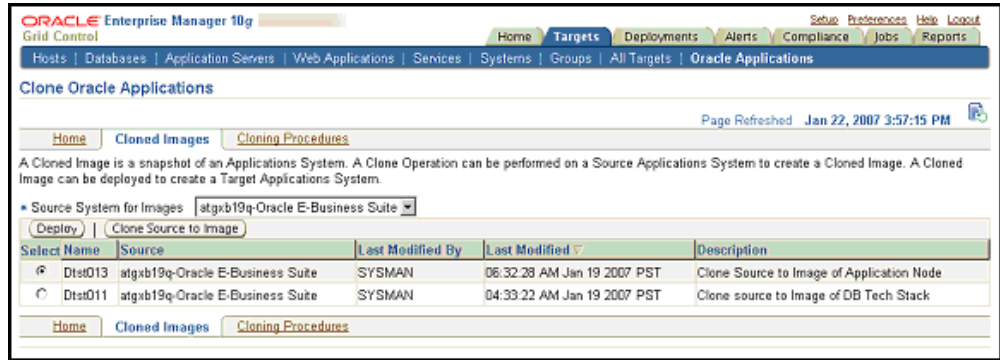 ORACLE Enterprise Manager 10g
Grid Control
Setup Preferences Help Logout
Home Targets Deployments Alerts Compliance Jobs Reports
Hosts | Databases | Application Servers | Web Applications | Services | Systems | Groups | All Targets | Oracle Applications
Clone Oracle Applications
Page Refreshed Jan 22, 2007 3:57:15 PM
Home Cloned Images Cloning Procedures
A Cloned Image is a snapshot of an Applications System. A Clone Operation can be performed on a Source Applications System to create a Cloned Image. A Cloned
Image can be deployed to create a Target Applications System.
* Source System for Images atgxb19q-Oracle E-Business Suite
Deploy | Clone Source to Image
Select Name Source Last Modified By Last Modified Description
Dtst013 atgxb19q-Oracle E-Business Suite SYSMAN 06:32:28 AM Jan 19 2007 PST Clone Source to Image of Application Node
Dtst011 atgxb19q-Oracle E-Business Suite SYSMAN 04:33:22 AM Jan 19 2007 PST Clone source to Image of DB Tech Stack
Home Cloned Images Cloning Procedures